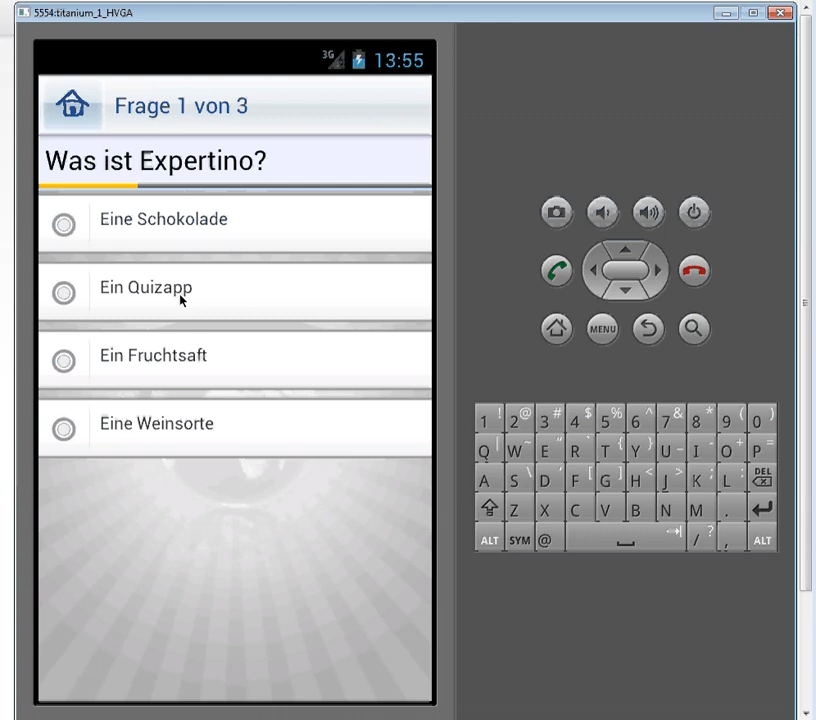 5554:titanium_1_HVGA
3G 13:55
Frage 1 von 3
Was ist Expertino?
Eine Schokolade
Ein Quizapp
Ein Fruchtsaft
Eine Weinsorte
MENU
1 ! 2 @ 3 # 4 $ 5 % 6 ^ 7 & 8 * 9 ( 0 )
Q W ~ E " R ` T { Y } U _ I - O + P =
A S \ D ' F [ G ] H < J > K ; L : DEL
Z X C V B N M .
ALT SYM @ / ? , ALT